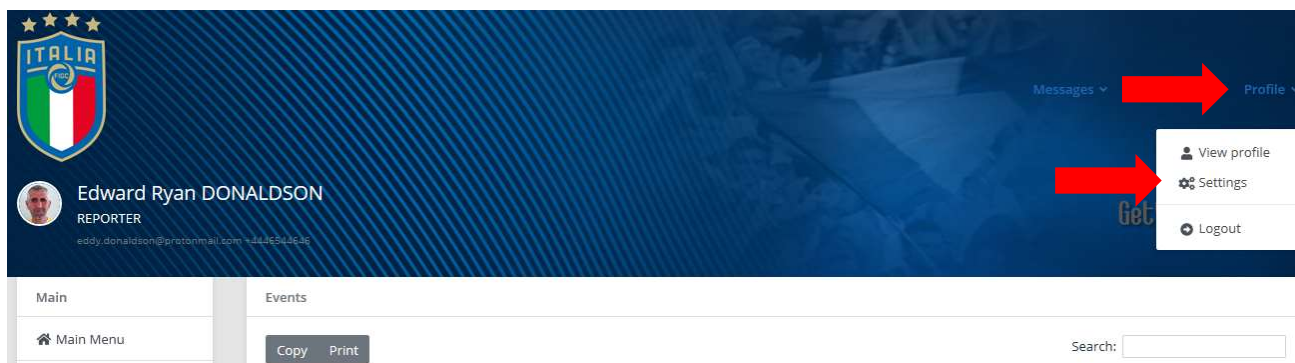 ITALIA
FIGC
Messages
Profile
View profile
Settings
Get
Logout
Edward Ryan DONALDSON
REPORTER
eddy.donaldson@protonmail.com +4446544646
Main
Events
Main Menu
Copy Print
Search: